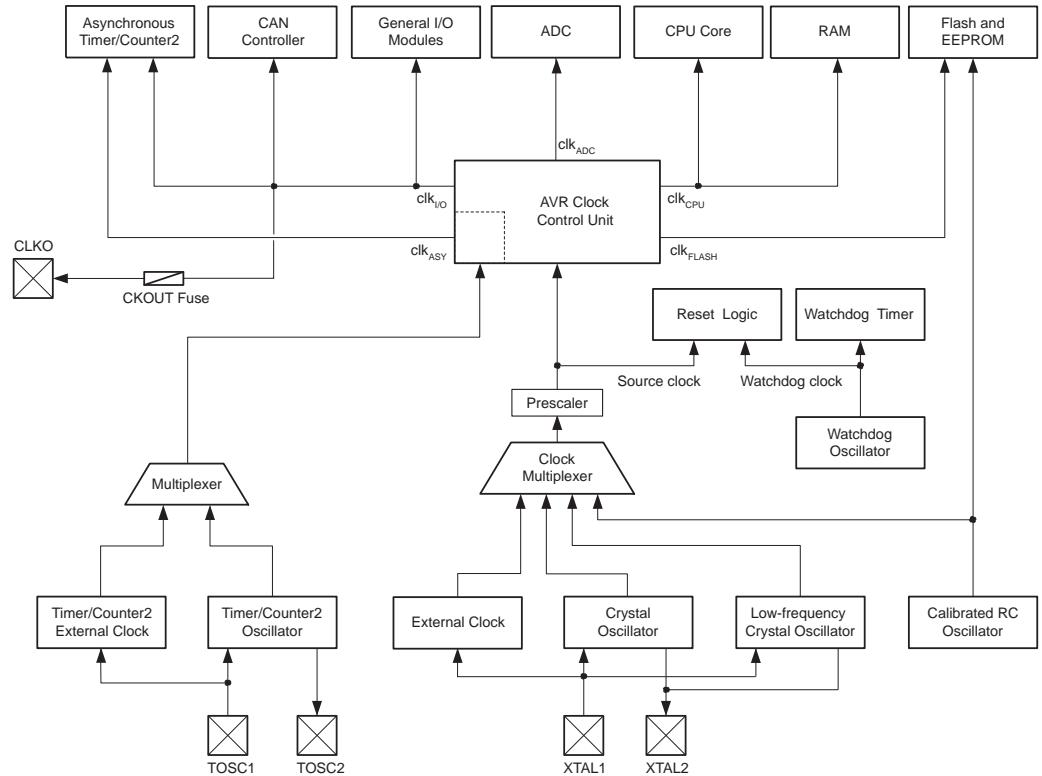 Asynchronous
Timer/Counter2
CAN
Controller
General I/O
Modules
ADC
CPU Core
RAM
Flash and
EEPROM
clkADC
clkI/O
AVR Clock
Control Unit
clkCPU
clkASY
clkFLASH
CLKO
CKOUT Fuse
Reset Logic
Watchdog Timer
Source clock
Watchdog clock
Prescaler
Watchdog
Oscillator
Clock
Multiplexer
Multiplexer
Timer/Counter2
External Clock
Timer/Counter2
Oscillator
External Clock
Crystal
Oscillator
Low-frequency
Crystal Oscillator
Calibrated RC
Oscillator
TOSC1
TOSC2
XTAL1
XTAL2